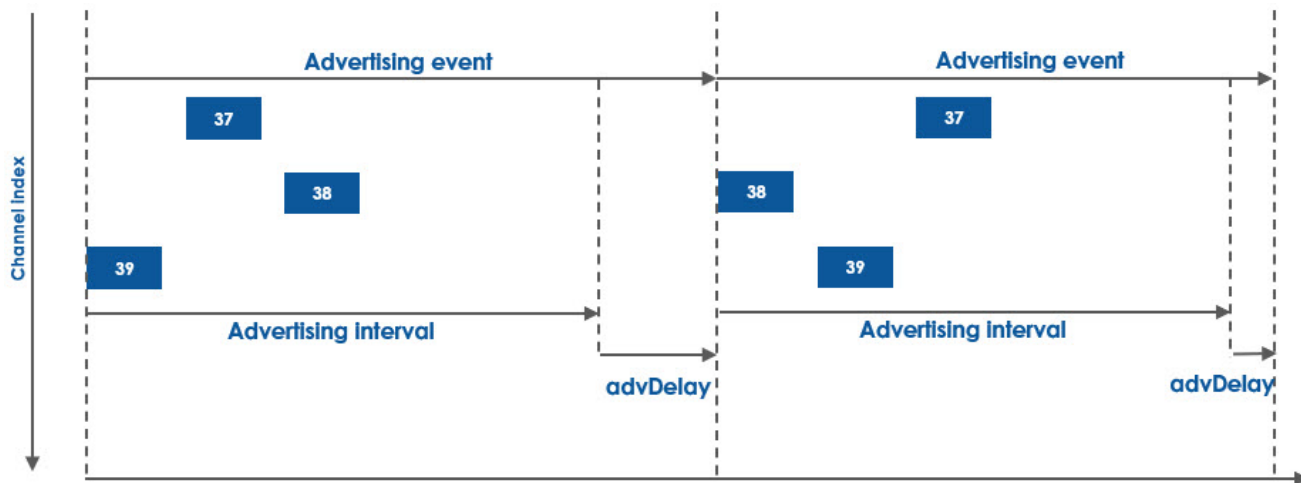 Advertising event
Advertising event
37
37
38
38
39
39
Channel index
Advertising interval
Advertising interval
advDelay
advDelay